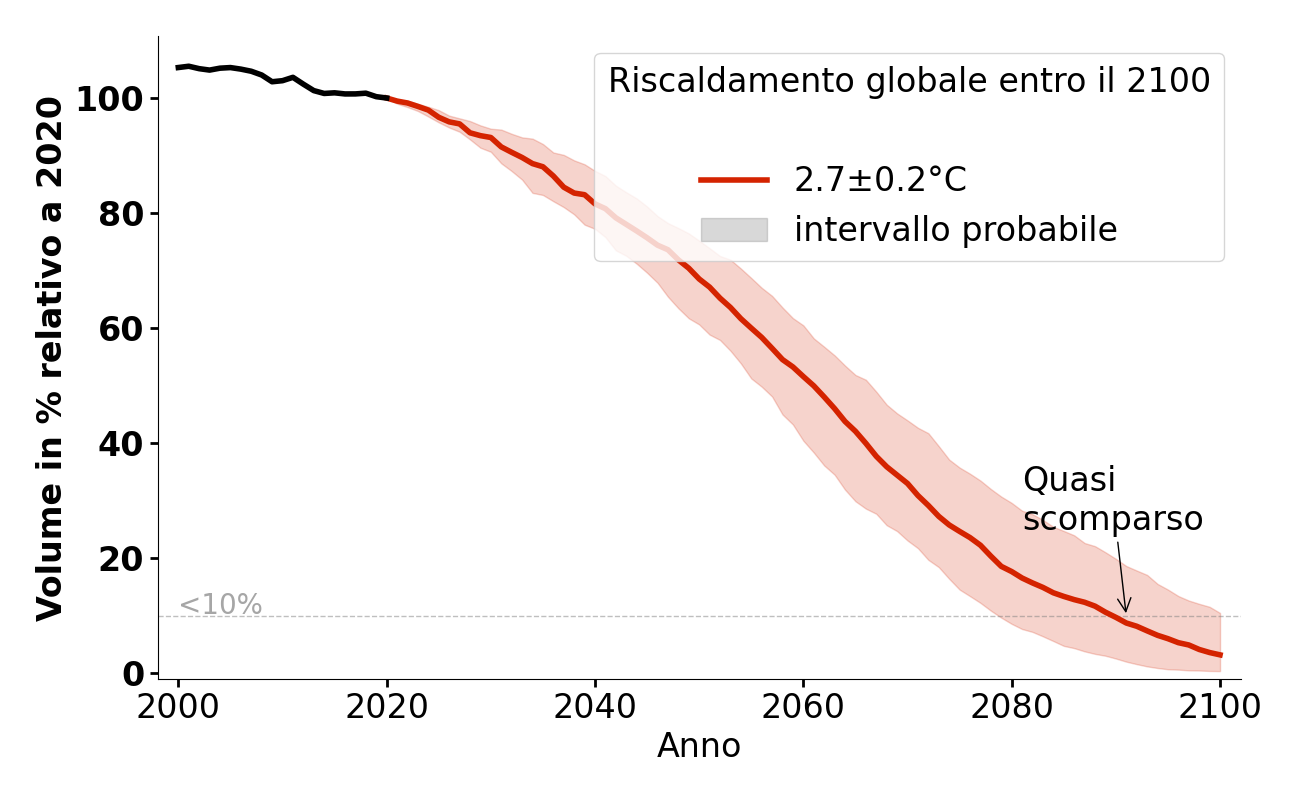 Volume in % relativo a 2020
100
80
60
40
20
0
Riscaldamento globale entro il 2100
2.7±0.2°C
intervallo probabile
Quasi
scomparso
<10%
2000
2020
2040
2060
2080
2100
Anno